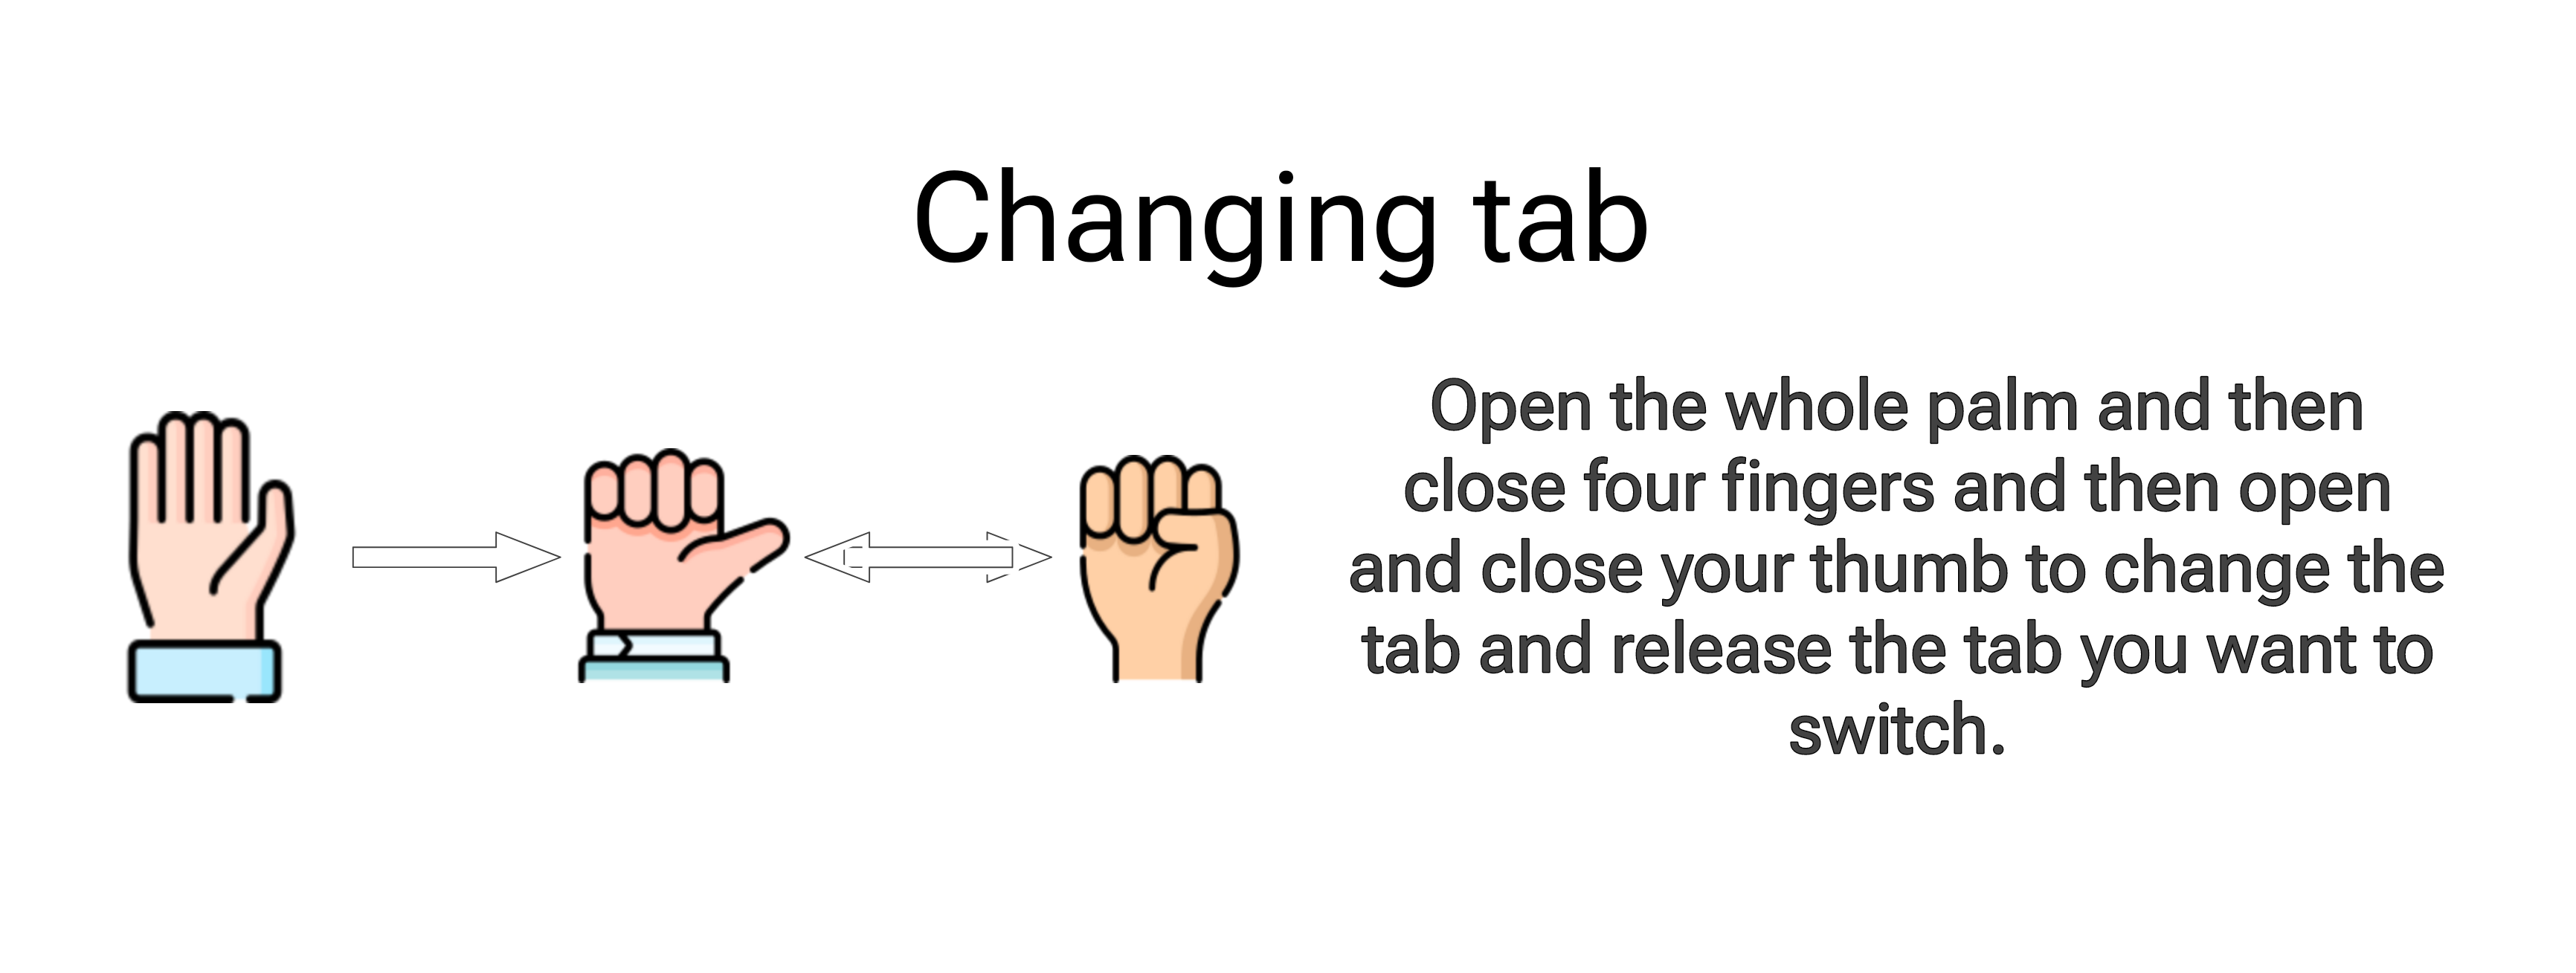 Changing tab
Open the whole palm and then
close four fingers and then open
and close your thumb to change the
tab and release the tab you want to
switch.